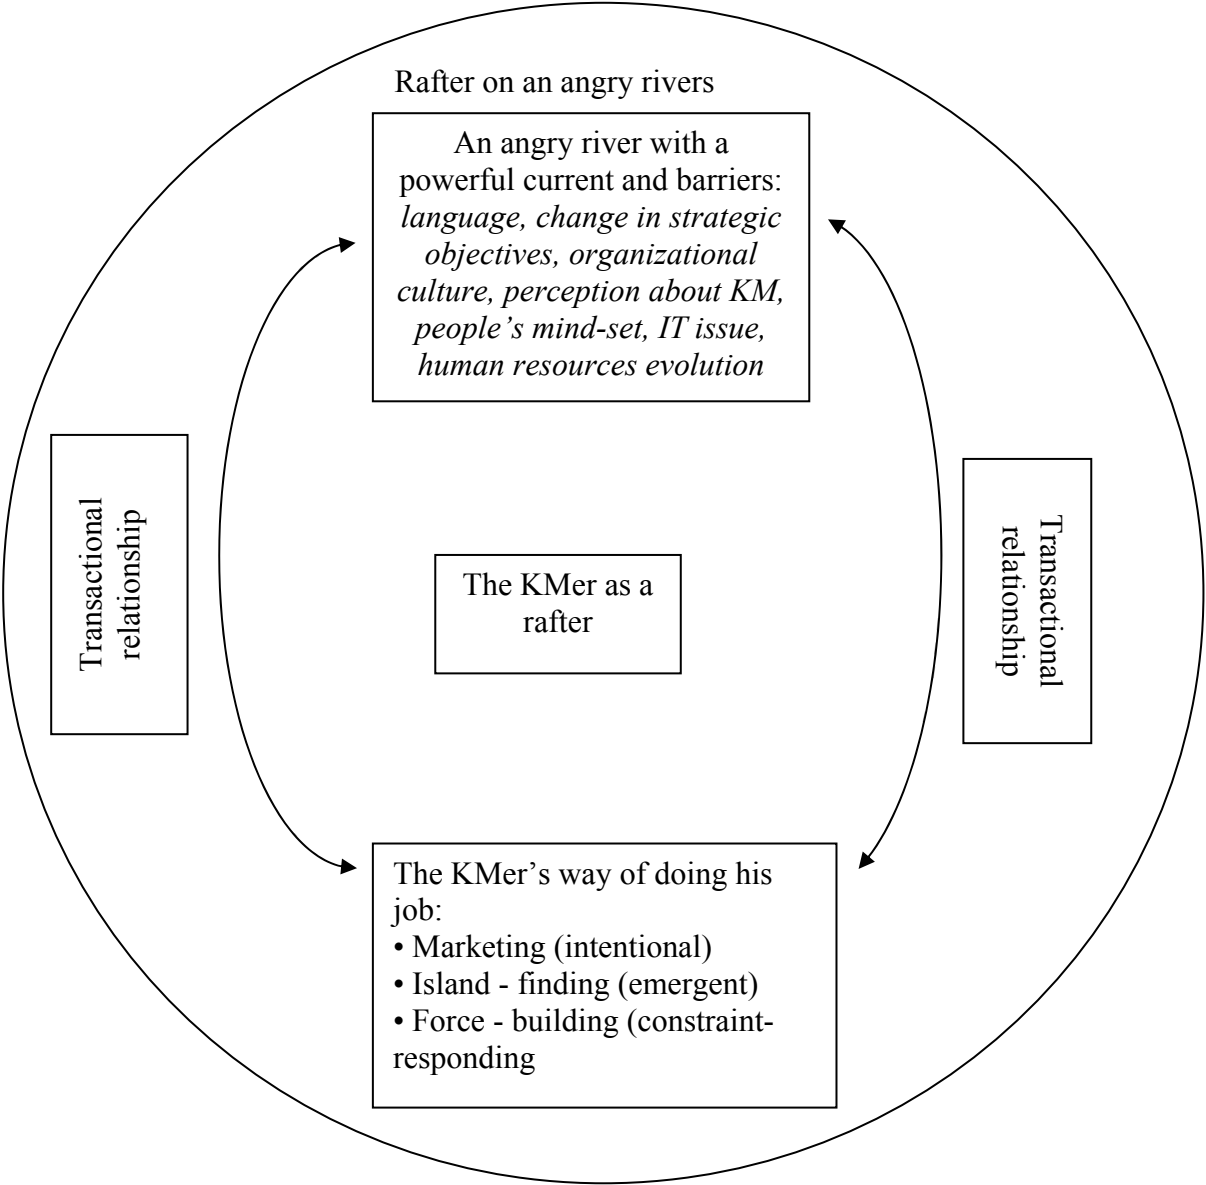 Rafter on an angry rivers
An angry river with a
powerful current and barriers:
language, change in strategic
objectives, organizational
culture, perception about KM,
people’s mind-set, IT issue,
human resources evolution
Transactional
relationship
The KMer as a
rafter
Transactional
relationship
The KMer’s way of doing his
job:
• Marketing (intentional)
• Island - finding (emergent)
• Force - building (constraint-
responding